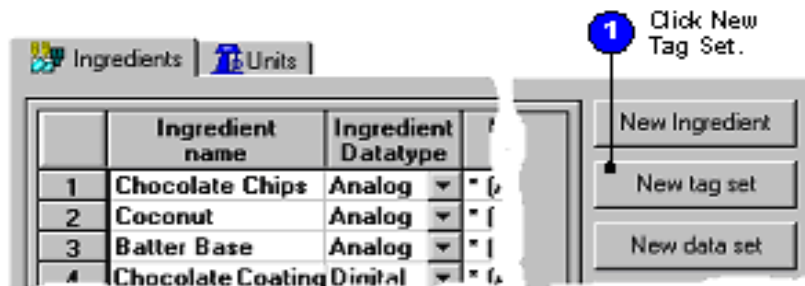 1 Click New
Tag Set.
Ingredients Units
Ingredient name Ingredient Datatype
1 Chocolate Chips Analog
2 Coconut Analog
3 Batter Base Analog
4 Chocolate Coating Digital
New Ingredient
New tag set
New data set